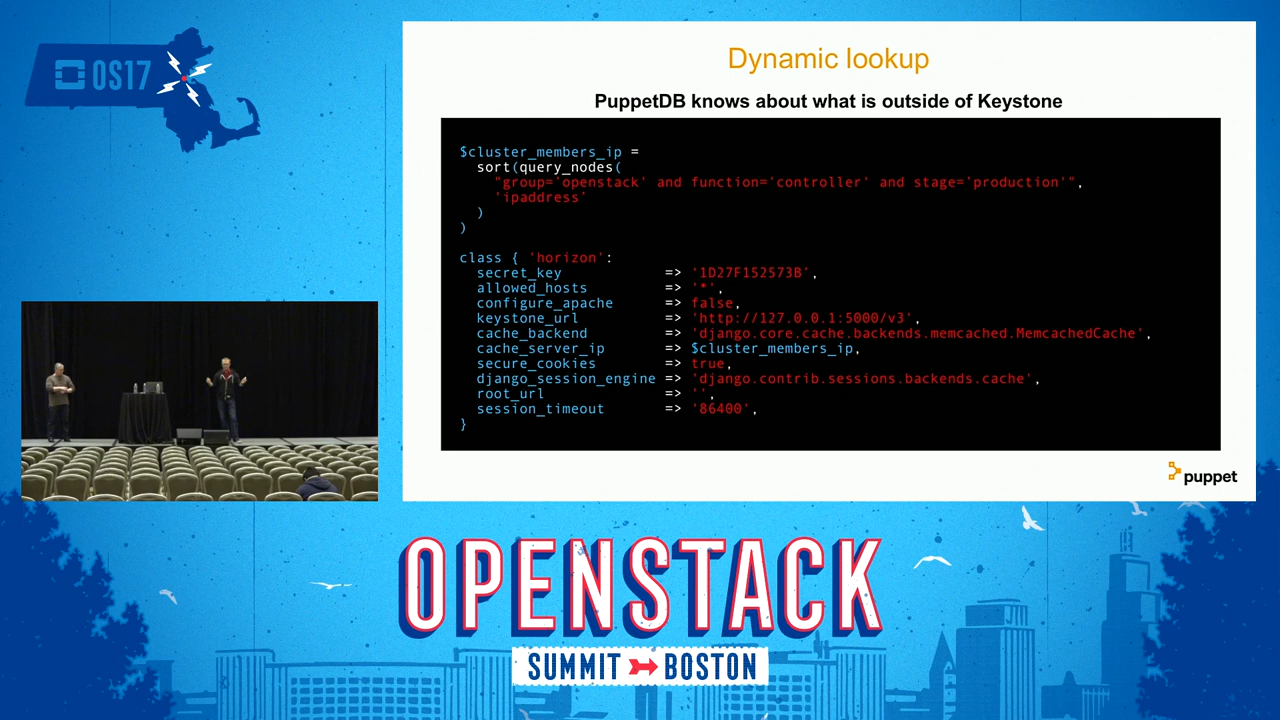 OS17
Dynamic lookup
PuppetDB knows about what is outside of Keystone
$cluster_members_ip =
sort(query_nodes(
"group='openstack' and function='controller' and stage='production'",
'ipaddress'
)
)
class { 'horizon':
secret_key => '1D27F152573B',
allowed_hosts => '*',
configure_apache => false,
keystone_url => 'http://127.0.0.1:5000/v3',
cache_backend => 'django.core.cache.backends.memcached.MemcachedCache',
cache_server_ip => $cluster_members_ip,
secure_cookies => true,
django_session_engine => 'django.contrib.sessions.backends.cache',
root_url => '',
session_timeout => '86400',
}
puppet
OPENSTACK
SUMMIT BOSTON